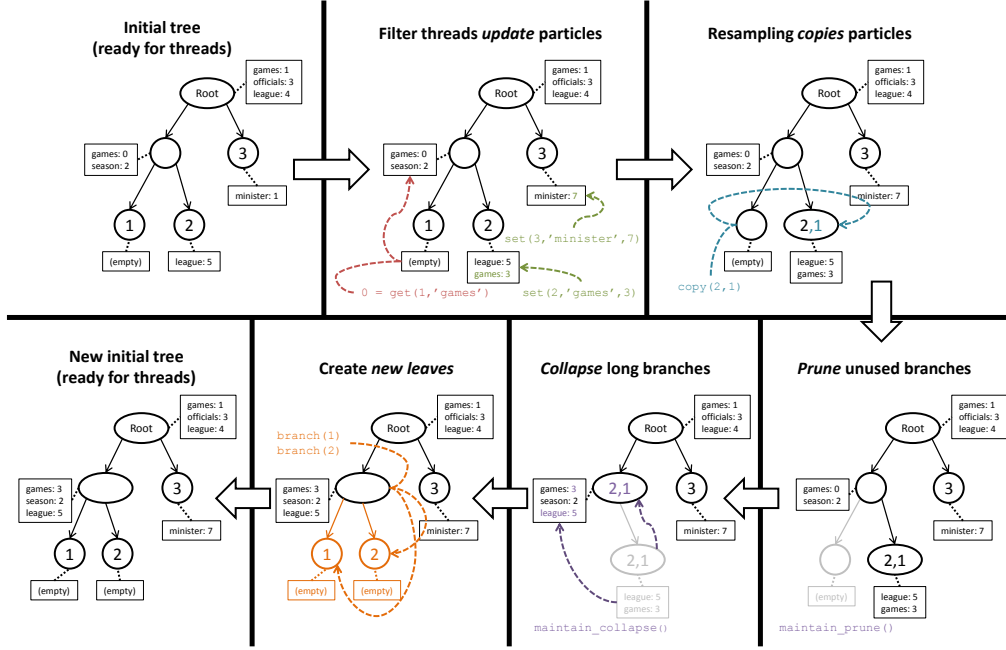 Initial tree
(ready for threads)
games: 1
officials: 3
league: 4
Root
games: 0
season: 2
3
minister: 1
1
2
(empty)
league: 5
Filter threads update particles
games: 1
officials: 3
league: 4
Root
games: 0
season: 2
3
minister: 7
1
2
set(3,'minister',7)
(empty)
league: 5
games: 3
0 = get(1,'games')
set(2,'games',3)
Resampling copies particles
games: 1
officials: 3
league: 4
Root
games: 0
season: 2
3
minister: 7
2,1
(empty)
league: 5
games: 3
copy(2,1)
Prune unused branches
games: 1
officials: 3
league: 4
Root
games: 0
season: 2
3
minister: 7
2,1
(empty)
league: 5
games: 3
maintain_prune()
Collapse long branches
games: 1
officials: 3
league: 4
Root
games: 3
season: 2
league: 5
2,1
3
minister: 7
2,1
league: 5
games: 3
maintain_collapse()
Create new leaves
games: 1
officials: 3
league: 4
Root
branch(1)
branch(2)
games: 3
season: 2
league: 5
3
minister: 7
1
2
(empty)
(empty)
New initial tree
(ready for threads)
games: 1
officials: 3
league: 4
Root
games: 3
season: 2
league: 5
3
minister: 7
1
2
(empty)
(empty)